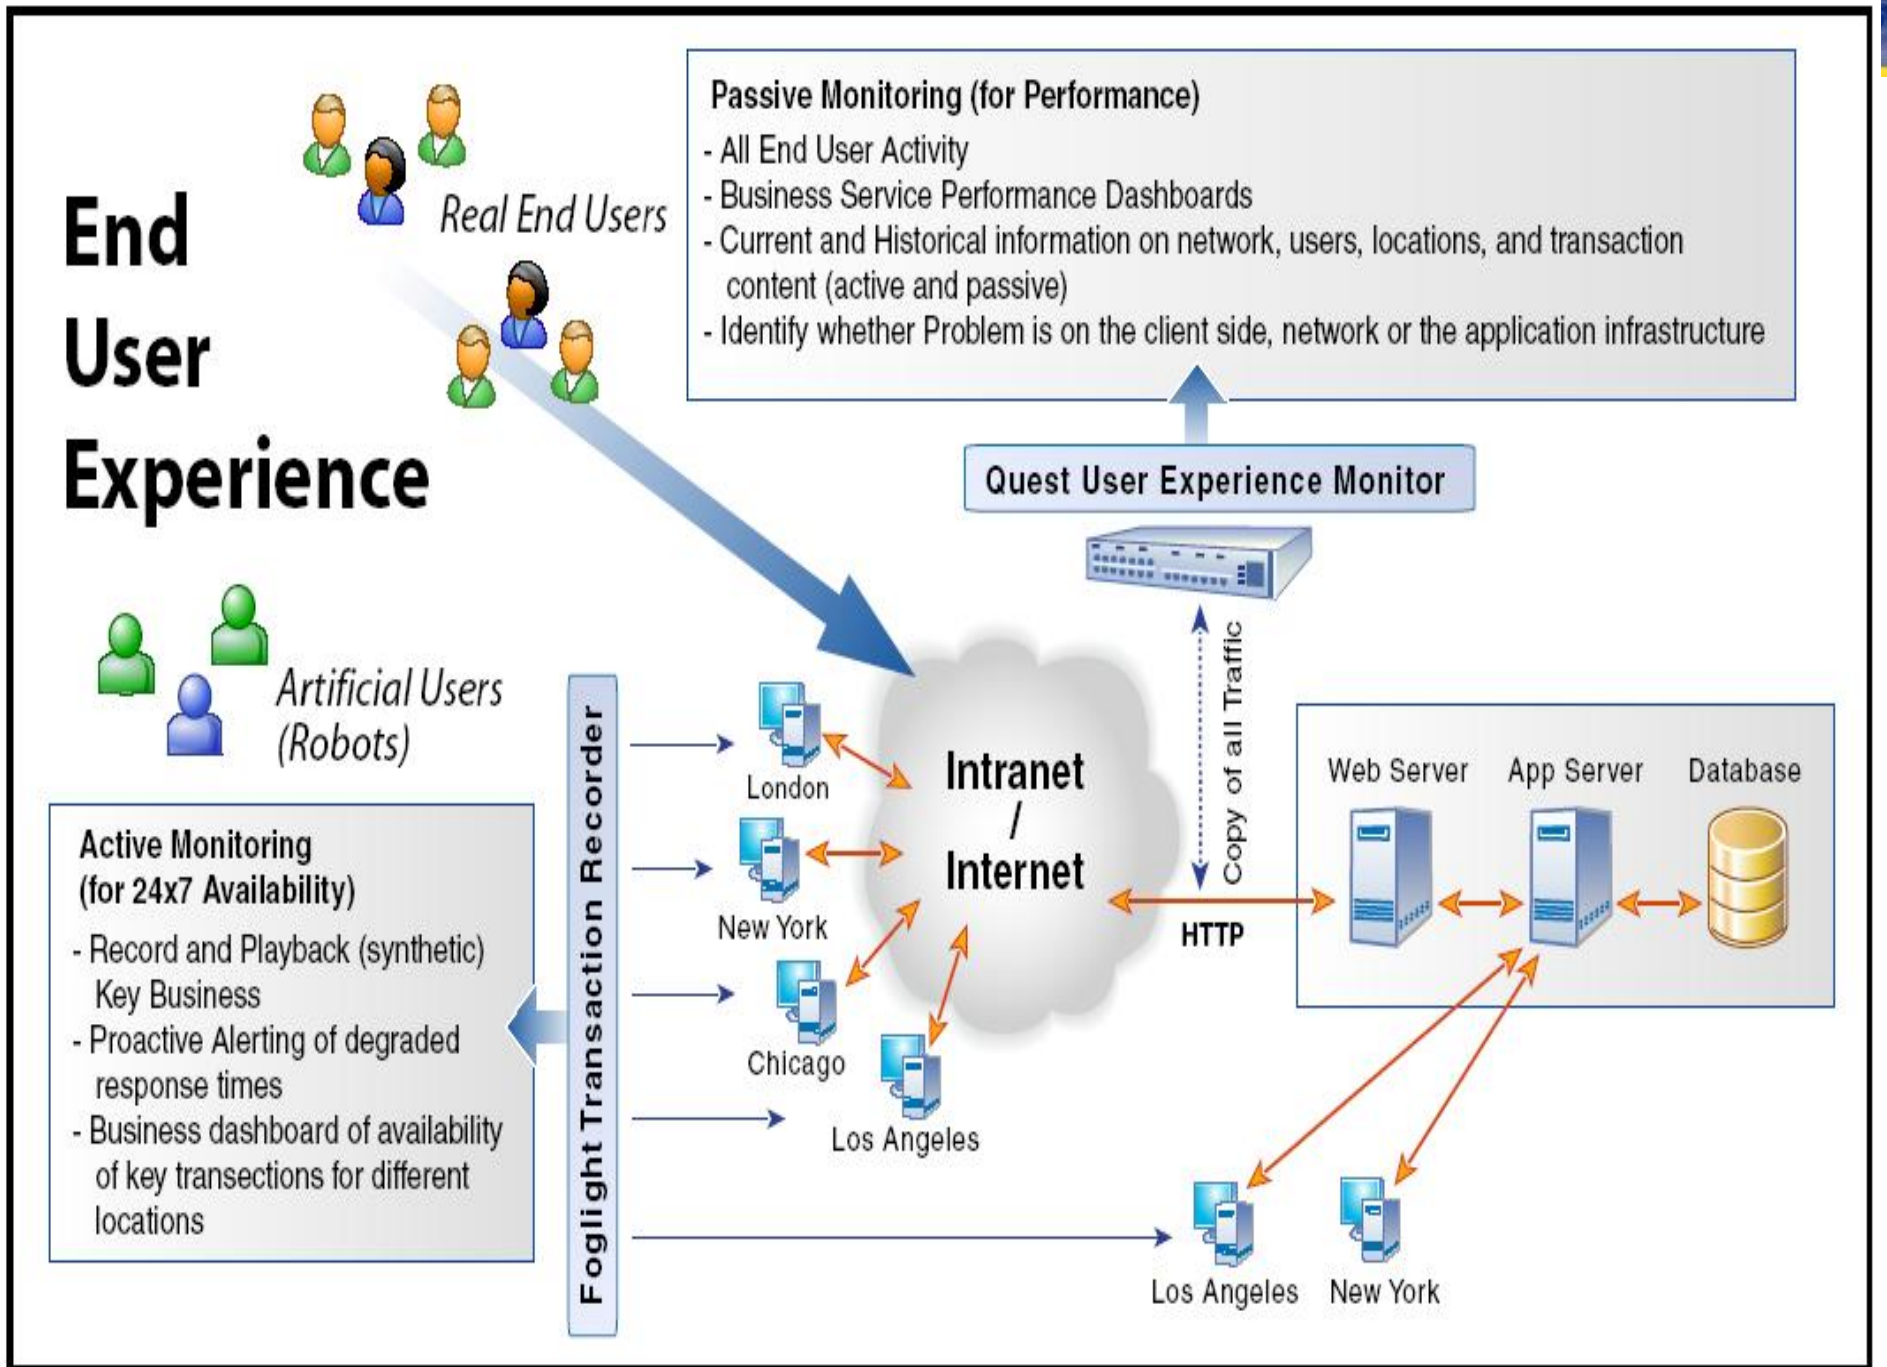 End
User
Experience
Real End Users
Passive Monitoring (for Performance)
- All End User Activity
- Business Service Performance Dashboards
- Current and Historical information on network, users, locations, and transaction
content (active and passive)
- Identify whether Problem is on the client side, network or the application infrastructure
Quest User Experience Monitor
Artificial Users
(Robots)
Active Monitoring
(for 24x7 Availability)
- Record and Playback (synthetic)
Key Business
- Proactive Alerting of degraded
response times
- Business dashboard of availability
of key transections for different
locations
Foglight Transaction Recorder
London
New York
Chicago
Los Angeles
Intranet
/
Internet
Copy of all Traffic
HTTP
Web Server
App Server
Database
Los Angeles
New York